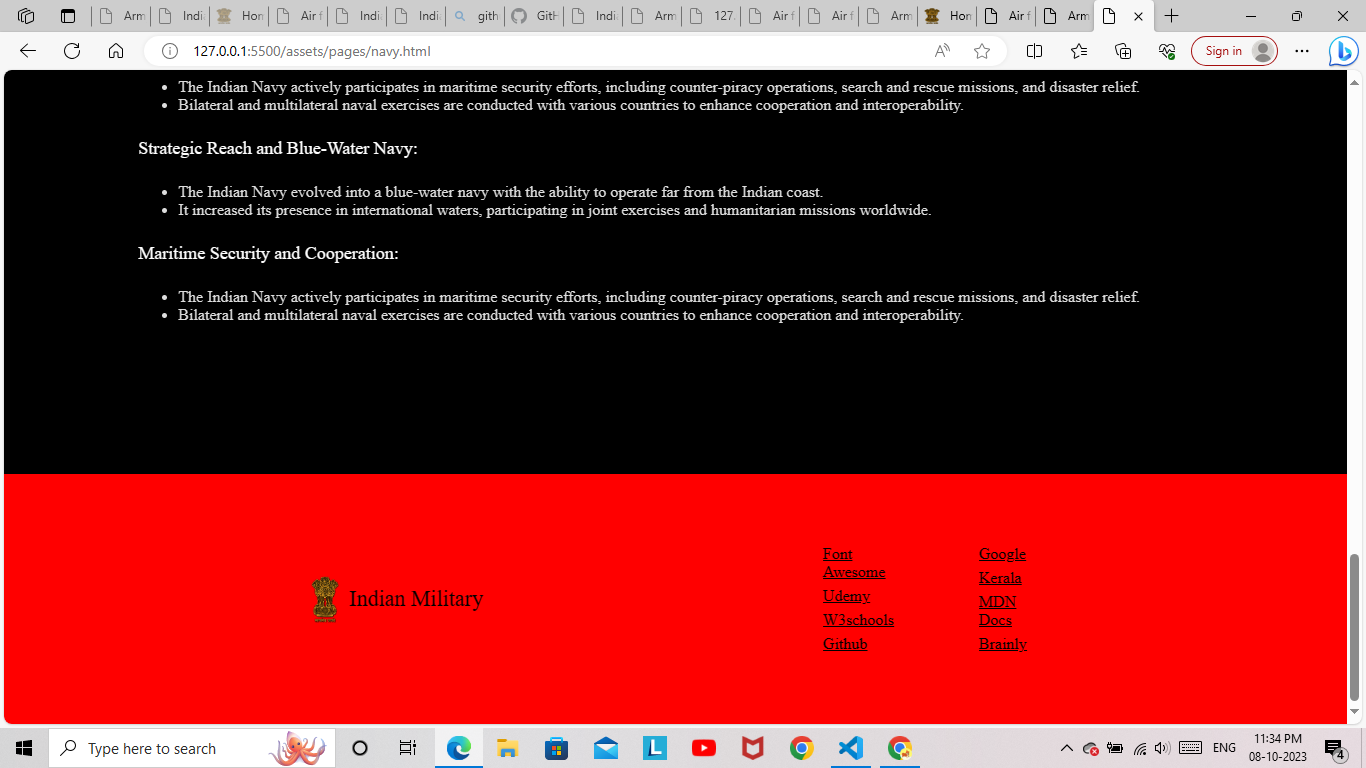 Arm
India
Hom
Air f
India
India
gith
GitH
India
Arm
127.
Air f
Air f
Arm
Hom
Air f
Arm
127.0.0.1:5500/assets/pages/navy.html
Sign in
• The Indian Navy actively participates in maritime security efforts, including counter-piracy operations, search and rescue missions, and disaster relief.
• Bilateral and multilateral naval exercises are conducted with various countries to enhance cooperation and interoperability.
Strategic Reach and Blue-Water Navy:
• The Indian Navy evolved into a blue-water navy with the ability to operate far from the Indian coast.
• It increased its presence in international waters, participating in joint exercises and humanitarian missions worldwide.
Maritime Security and Cooperation:
• The Indian Navy actively participates in maritime security efforts, including counter-piracy operations, search and rescue missions, and disaster relief.
• Bilateral and multilateral naval exercises are conducted with various countries to enhance cooperation and interoperability.
Indian Military
Font
Awesome
Udemy
W3schools
Github
Google
Kerala
MDN
Docs
Brainly
Type here to search
L
ENG
11:34 PM
08-10-2023
4